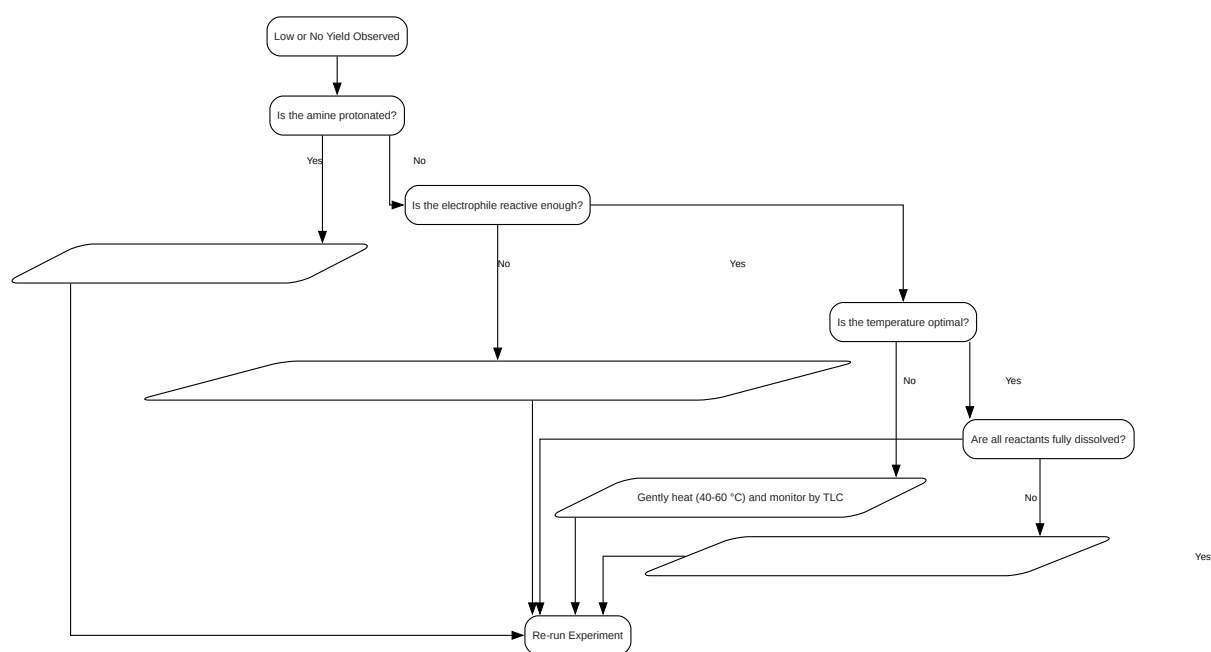 Low or No Yield Observed
Is the amine protonated?
Yes
No
Is the electrophile reactive enough?
No
Yes
Is the temperature optimal?
No
Yes
Are all reactants fully dissolved?
Gently heat (40-60 °C) and monitor by TLC
No
Yes
Re-run Experiment